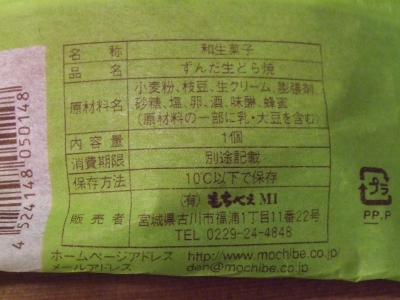 名称 和生菓子
品名 ずんだ生どら焼
原材料名 小麦粉、枝豆、生クリーム、膨張剤、
砂糖、塩、卵、酒、味醂、蜂蜜
(原材料の一部に乳・大豆を含む)
内容量 1個
消費期限 別途記載
保存方法 10℃以下で保存
販売者 (有)もちべえ MI
宮城県古川市福浦1丁目11番22号
TEL 0229-24-4848
ホームページアドレス http://www.mochibe.co.jp
メールアドレス den@mochibe.co.jp
4 524148 050148
プラ
PP,P